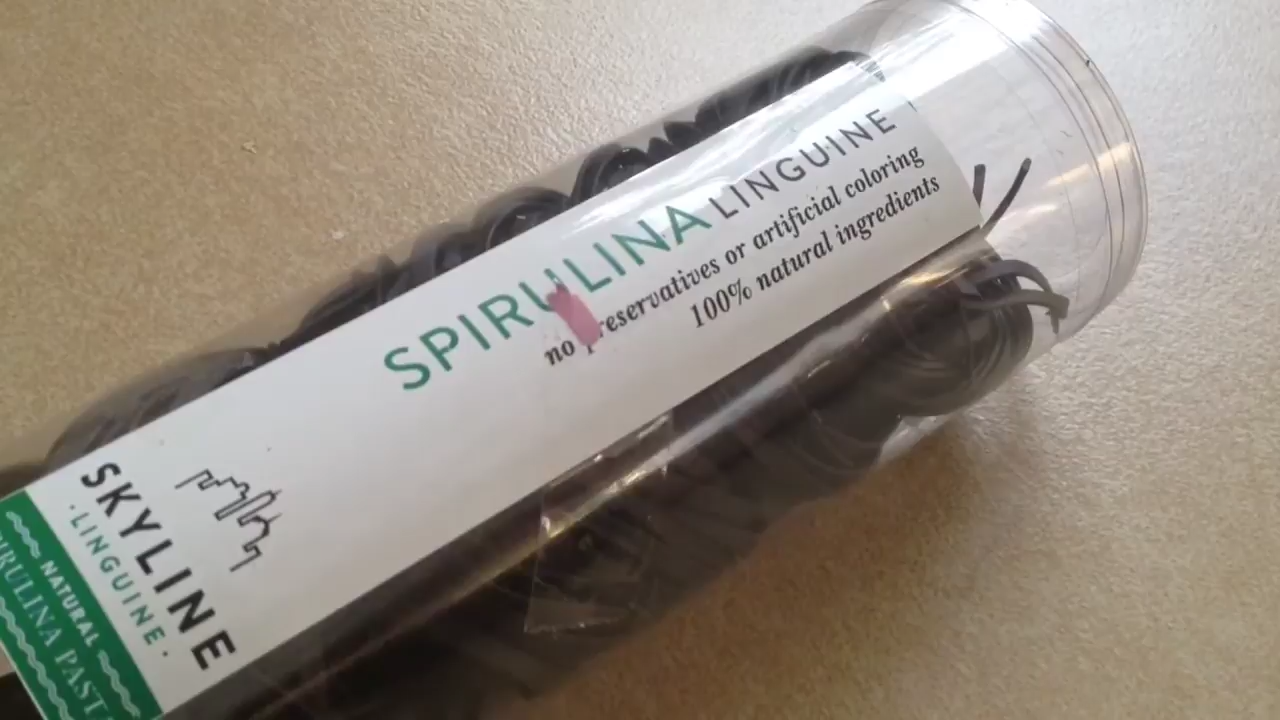 SPIRULINA LINGUINE
no preservatives or artificial coloring
100% natural ingredients
SKYLINE
·LINGUINE·
NATURAL
SPIRULINA PASTA